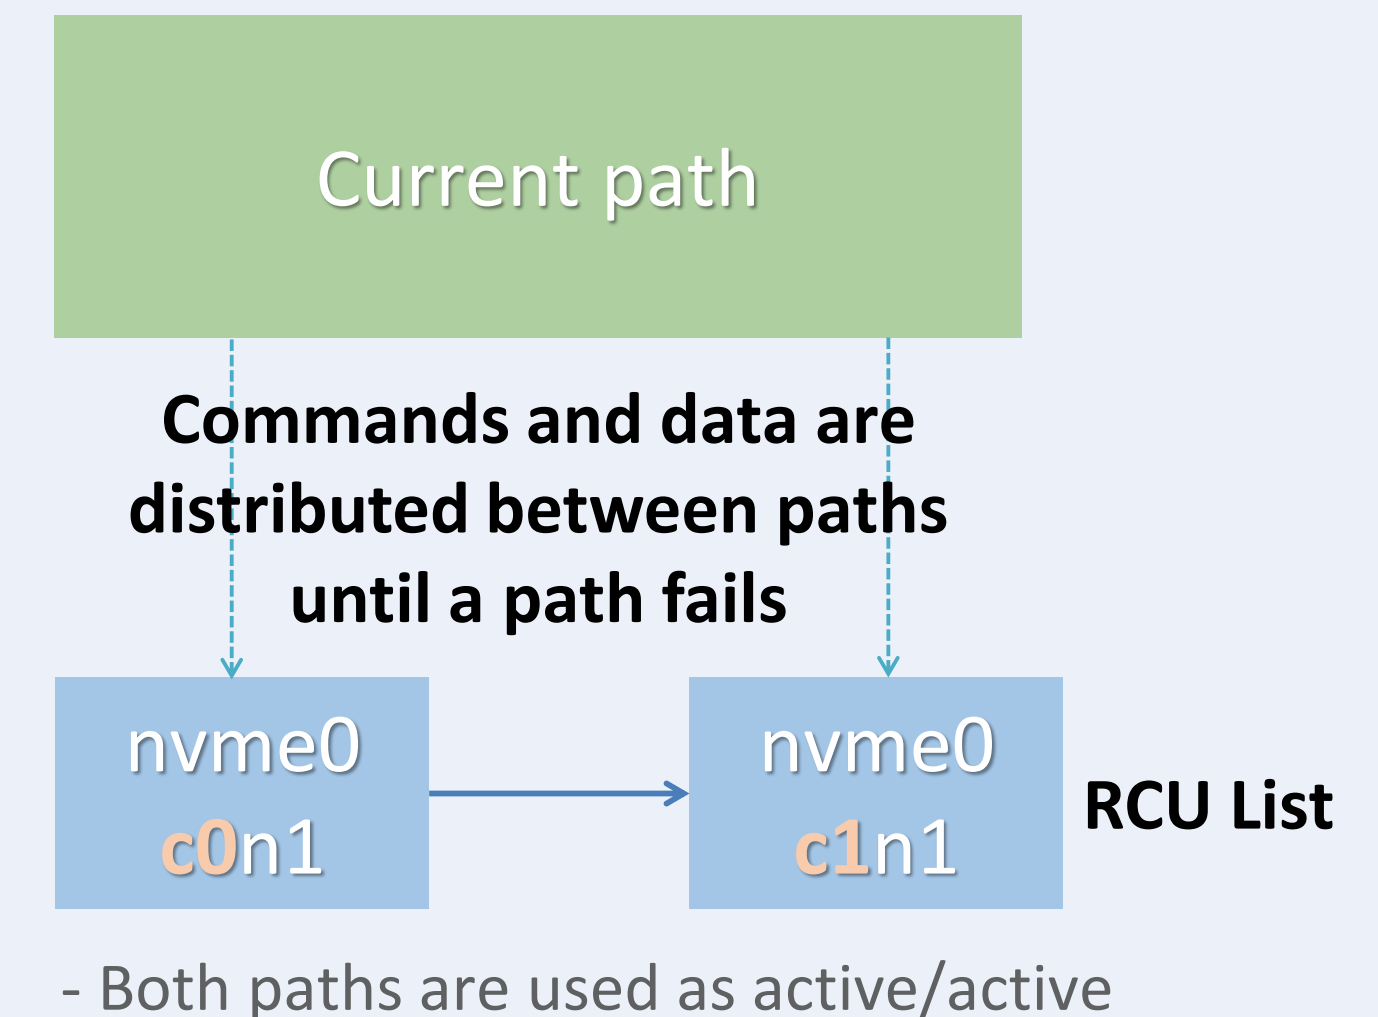 Current path
Commands and data are
distributed between paths
until a path fails
nvme0
c0n1
nvme0
c1n1
RCU List
- Both paths are used as active/active